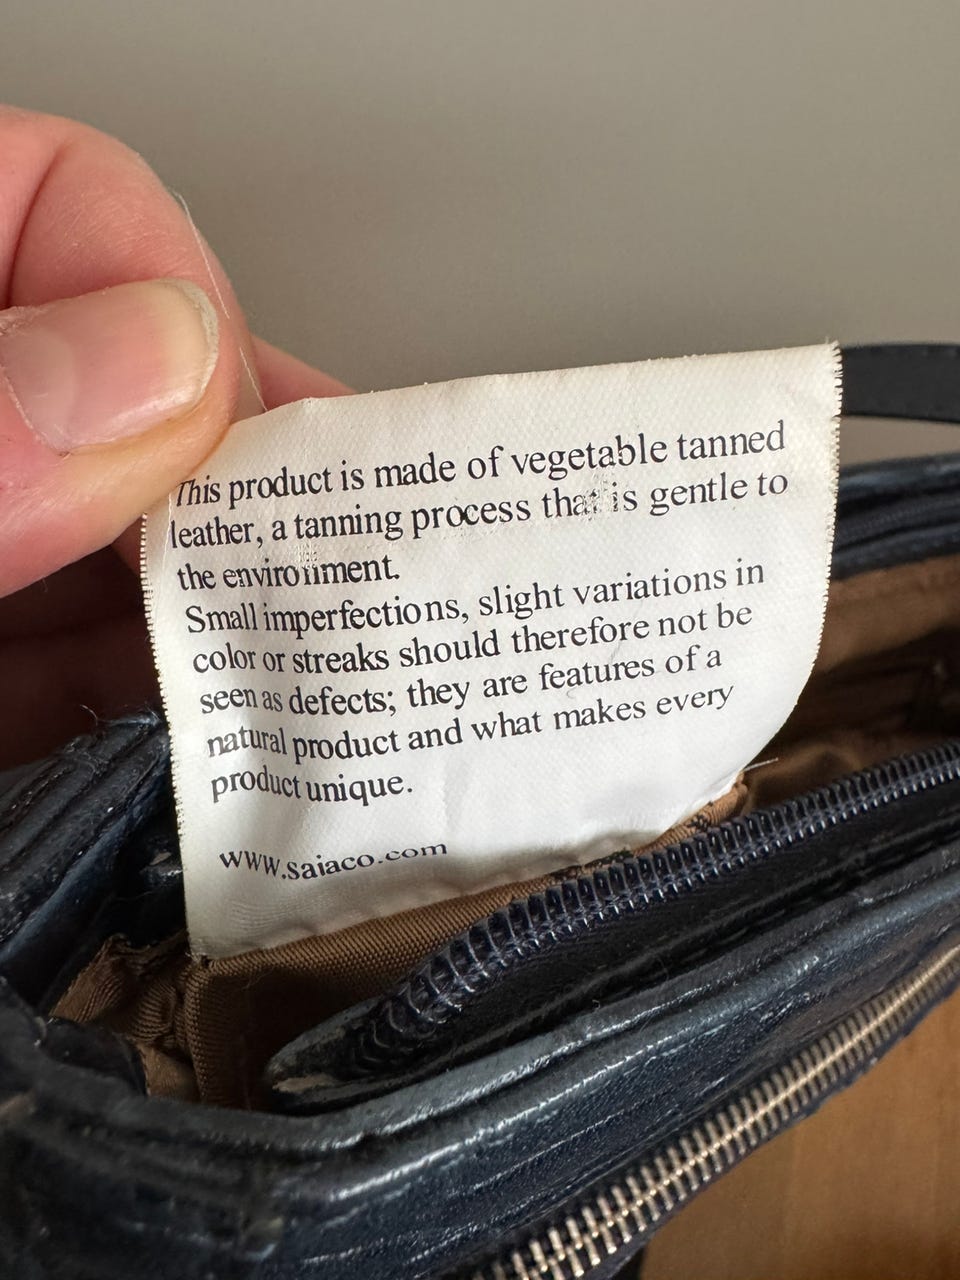 This product is made of vegetable tanned
leather, a tanning process that is gentle to
the environment.
Small imperfections, slight variations in
color or streaks should therefore not be
seen as defects; they are features of a
natural product and what makes every
product unique.
www.saiaco.com